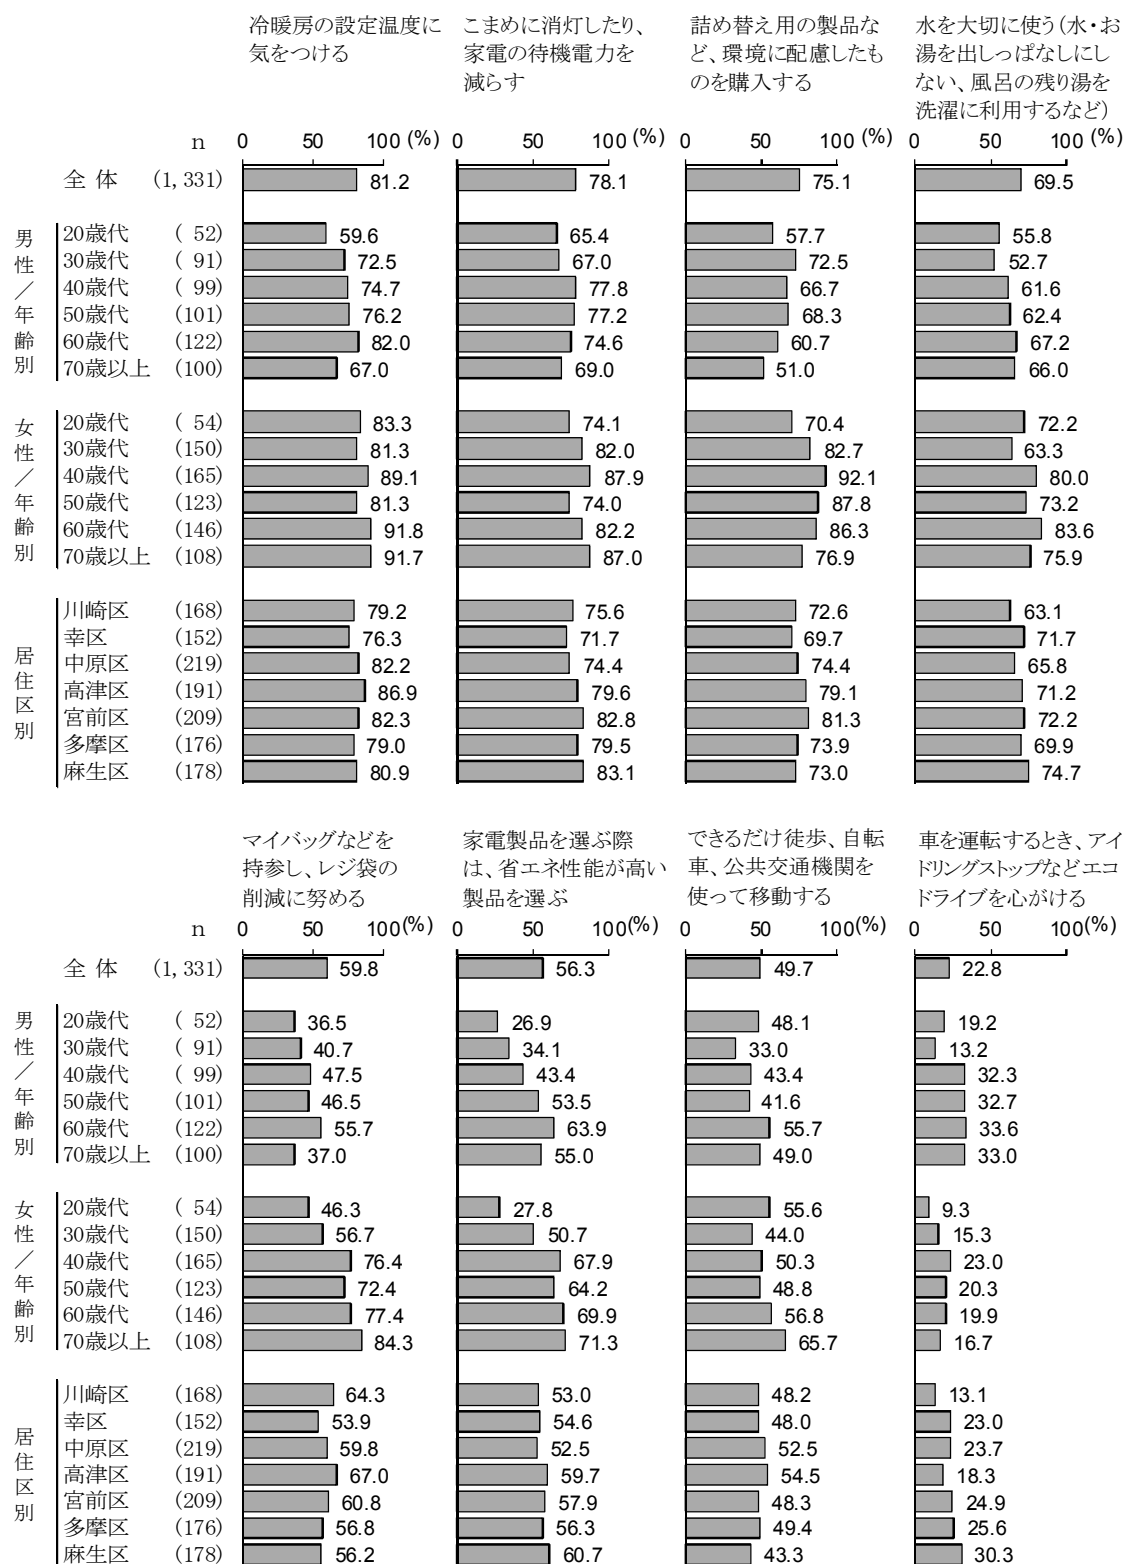 冷暖房の設定温度に
気をつける
こまめに消灯したり、
家電の待機電力を
減らす
詰め替え用の製品な
ど、環境に配慮したも
のを購入する
水を大切に使う（水・お
湯を出しっぱなしにし
ない、風呂の残り湯を
洗濯に利用するなど）
n 0 50 100 (%) 0 50 100 (%) 0 50 100 (%) 0 50 100 (%)
全 体 (1,331) 81.2 78.1 75.1 69.5
男性／年齢別
20歳代 ( 52) 59.6 65.4 57.7 55.8
30歳代 ( 91) 72.5 67.0 72.5 52.7
40歳代 ( 99) 74.7 77.8 66.7 61.6
50歳代 (101) 76.2 77.2 68.3 62.4
60歳代 (122) 82.0 74.6 60.7 67.2
70歳以上 (100) 67.0 69.0 51.0 66.0
女性／年齢別
20歳代 ( 54) 83.3 74.1 70.4 72.2
30歳代 (150) 81.3 82.0 82.7 63.3
40歳代 (165) 89.1 87.9 92.1 80.0
50歳代 (123) 81.3 74.0 87.8 73.2
60歳代 (146) 91.8 82.2 86.3 83.6
70歳以上 (108) 91.7 87.0 76.9 75.9
居住区別
川崎区 (168) 79.2 75.6 72.6 63.1
幸区 (152) 76.3 71.7 69.7 71.7
中原区 (219) 82.2 74.4 74.4 65.8
高津区 (191) 86.9 79.6 79.1 71.2
宮前区 (209) 82.3 82.8 81.3 72.2
多摩区 (176) 79.0 79.5 73.9 69.9
麻生区 (178) 80.9 83.1 73.0 74.7
マイバッグなどを
持参し、レジ袋の
削減に努める
家電製品を選ぶ際
は、省エネ性能が高い
製品を選ぶ
できるだけ徒歩、自転
車、公共交通機関を
使って移動する
車を運転するとき、アイ
ドリングストップなどエコ
ドライブを心がける
n 0 50 100 (%) 0 50 100 (%) 0 50 100 (%) 0 50 100 (%)
全 体 (1,331) 59.8 56.3 49.7 22.8
男性／年齢別
20歳代 ( 52) 36.5 26.9 48.1 19.2
30歳代 ( 91) 40.7 34.1 33.0 13.2
40歳代 ( 99) 47.5 43.4 43.4 32.3
50歳代 (101) 46.5 53.5 41.6 32.7
60歳代 (122) 55.7 63.9 55.7 33.6
70歳以上 (100) 37.0 55.0 49.0 33.0
女性／年齢別
20歳代 ( 54) 46.3 27.8 55.6 9.3
30歳代 (150) 56.7 50.7 44.0 15.3
40歳代 (165) 76.4 67.9 50.3 23.0
50歳代 (123) 72.4 64.2 48.8 20.3
60歳代 (146) 77.4 69.9 56.8 19.9
70歳以上 (108) 84.3 71.3 65.7 16.7
居住区別
川崎区 (168) 64.3 53.0 48.2 13.1
幸区 (152) 53.9 54.6 48.0 23.0
中原区 (219) 59.8 52.5 52.5 23.7
高津区 (191) 67.0 59.7 54.5 18.3
宮前区 (209) 60.8 57.9 48.3 24.9
多摩区 (176) 56.8 56.3 49.4 25.6
麻生区 (178) 56.2 60.7 43.3 30.3